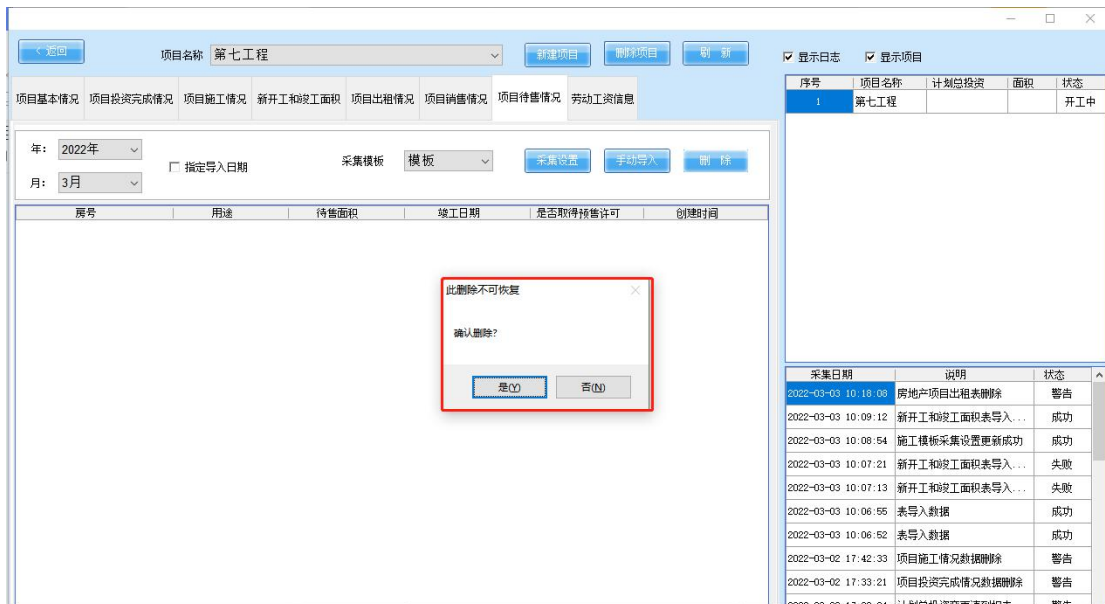 < 返回
项目名称 第七工程
新建项目 删除项目 刷 新
显示日志 显示项目
项目基本情况 项目投资完成情况 项目施工情况 新开工和竣工面积 项目出租情况 项目销售情况 项目待售情况 劳动工资信息
年: 2022年
月: 3月
指定导入日期
采集模板 模板
采集设置 手动导入 删 除
房号 用途 待售面积 竣工日期 是否取得预售许可 创建时间
此删除不可恢复
确认删除?
是(Y) 否(N)
序号 项目名称 计划总投资 面积 状态
1 第七工程 开工中
采集日期 说明 状态
2022-03-03 10:18:08 房地产项目出租表删除 警告
2022-03-03 10:09:12 新开工和竣工面积表导入... 成功
2022-03-03 10:08:54 施工模板采集设置更新成功 成功
2022-03-03 10:07:21 新开工和竣工面积表导入... 失败
2022-03-03 10:07:13 新开工和竣工面积表导入... 失败
2022-03-03 10:06:55 表导入数据 成功
2022-03-03 10:06:52 表导入数据 成功
2022-03-02 17:42:33 项目施工情况数据删除 警告
2022-03-02 17:33:21 项目投资完成情况数据删除 警告